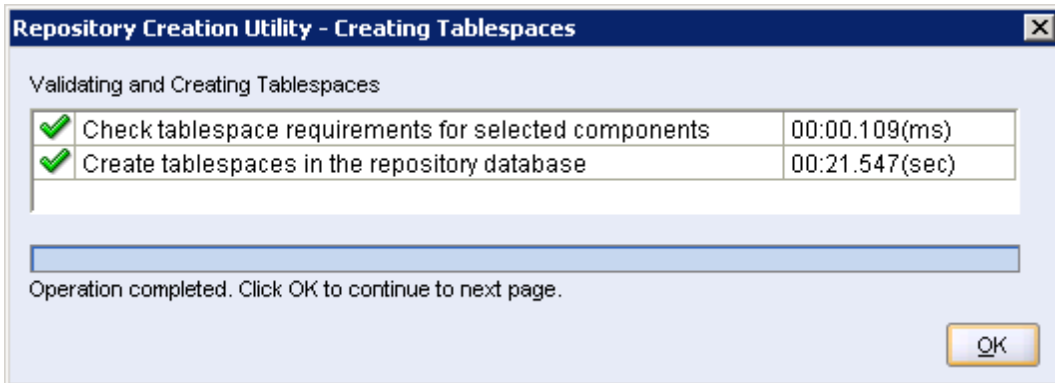 Repository Creation Utility - Creating Tablespaces
Validating and Creating Tablespaces
Check tablespace requirements for selected components 00:00.109(ms)
Create tablespaces in the repository database 00:21.547(sec)
Operation completed. Click OK to continue to next page.
OK